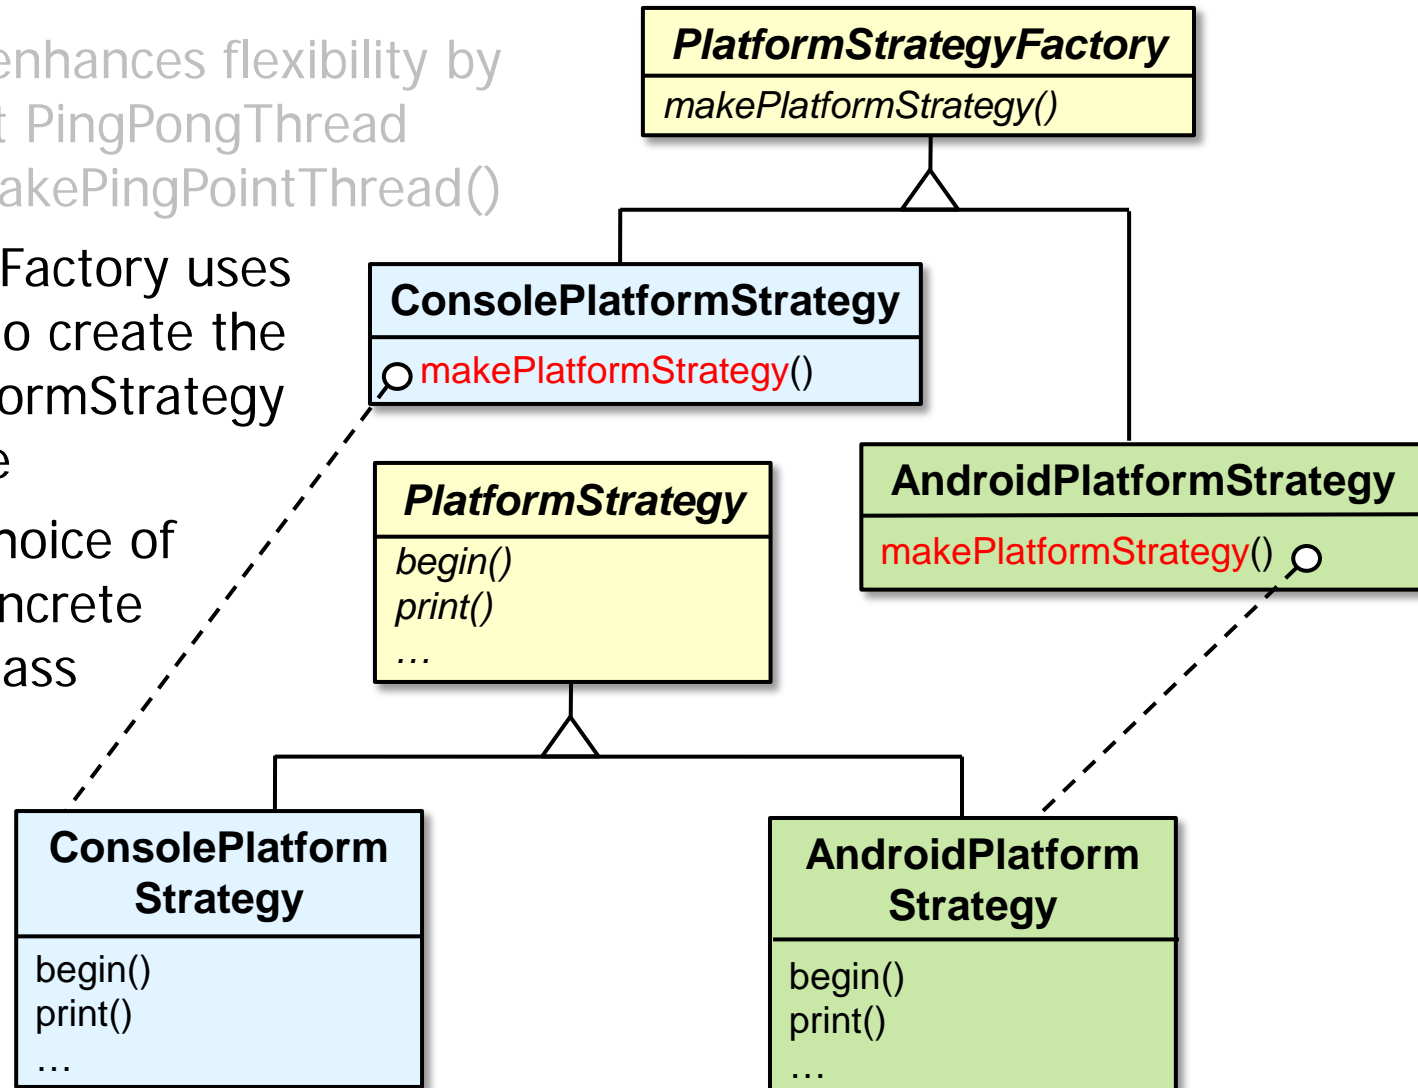 enhances flexibility by
PingPongThread
akePingPointThread()
Factory uses
o create the
ormStrategy
e
hoice of
ncrete
ass
PlatformStrategyFactory
makePlatformStrategy()
ConsolePlatformStrategy
makePlatformStrategy()
AndroidPlatformStrategy
makePlatformStrategy()
PlatformStrategy
begin()
print()
…
ConsolePlatform
Strategy
begin()
print()
…
AndroidPlatform
Strategy
begin()
print()
…